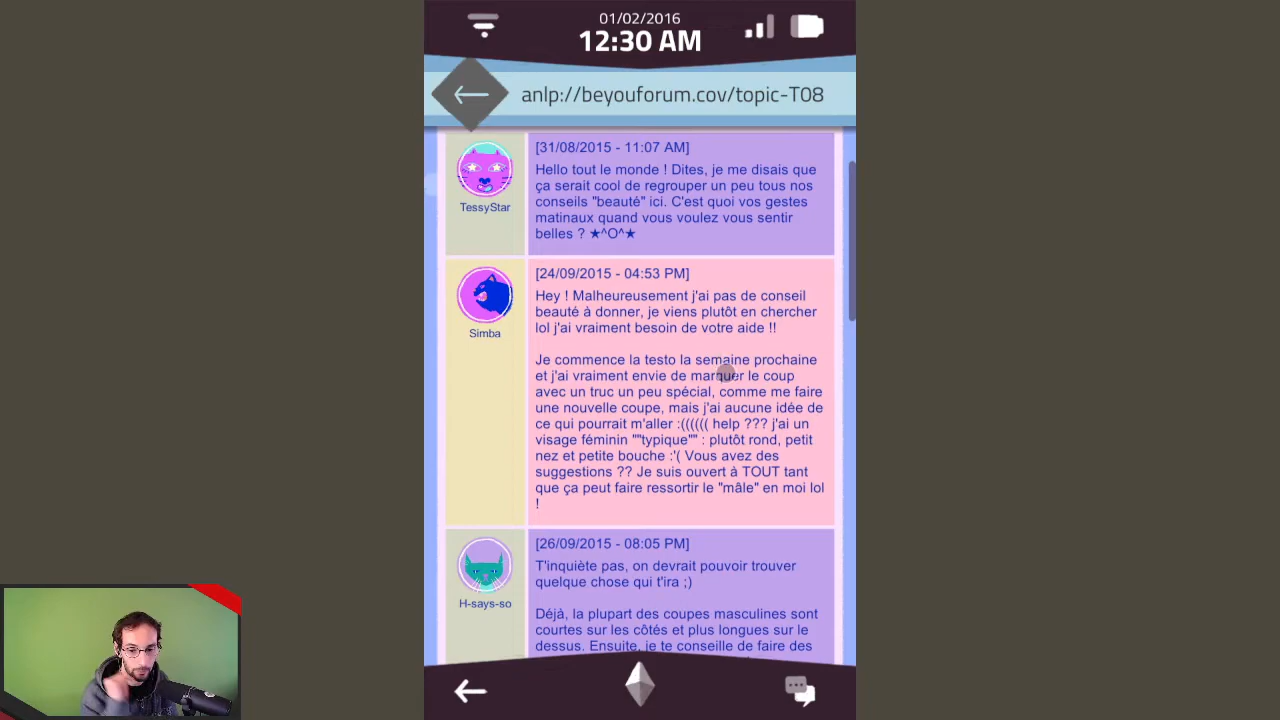 01/02/2016
12:30 AM
anlp://beyouforum.cov/topic-T08
[31/08/2015 - 11:07 AM]
Hello tout le monde ! Dites, je me disais que
ça serait cool de regrouper un peu tous nos
conseils "beauté" ici. C'est quoi vos gestes
matinaux quand vous voulez vous sentir
belles ? ★^O^★
TessyStar
[24/09/2015 - 04:53 PM]
Hey ! Malheureusement j'ai pas de conseil
beauté à donner, je viens plutôt en chercher
lol j'ai vraiment besoin de votre aide !!
Simba
Je commence la testo la semaine prochaine
et j'ai vraiment envie de marquer le coup
avec un truc un peu spécial, comme me faire
une nouvelle coupe, mais j'ai aucune idée de
ce qui pourrait m'aller :(((((( help ??? j'ai un
visage féminin ""typique"" : plutôt rond, petit
nez et petite bouche :'( Vous avez des
suggestions ?? Je suis ouvert à TOUT tant
que ça peut faire ressortir le "mâle" en moi lol
!
[26/09/2015 - 08:05 PM]
T'inquiète pas, on devrait pouvoir trouver
quelque chose qui t'ira ;)
H-says-so
Déjà, la plupart des coupes masculines sont
courtes sur les côtés et plus longues sur le
dessus. Ensuite, je te conseille de faire des